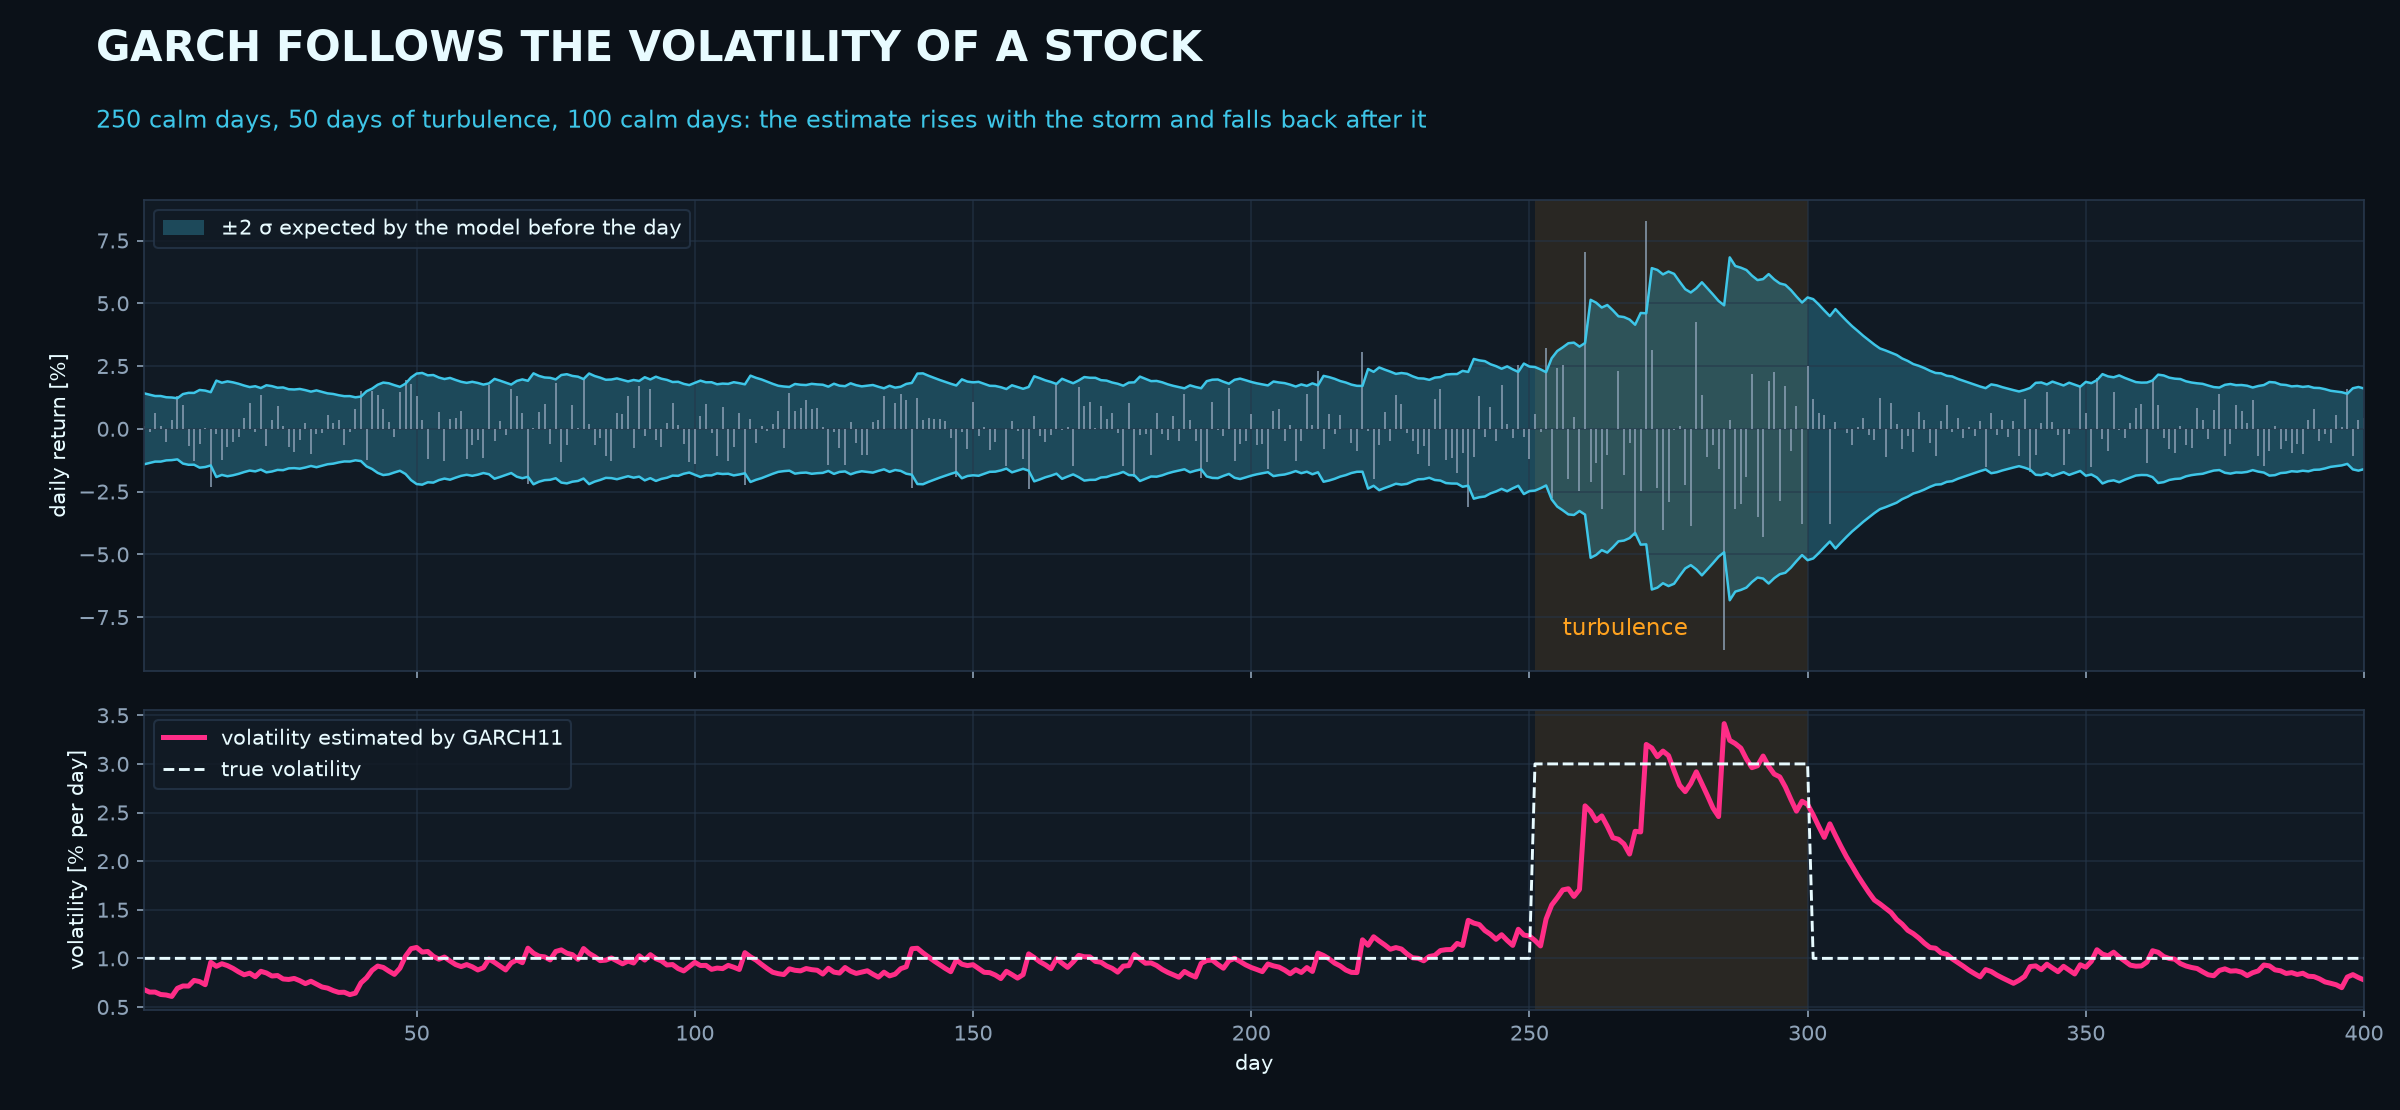 GARCH FOLLOWS THE VOLATILITY OF A STOCK
250 calm days, 50 days of turbulence, 100 calm days: the estimate rises with the storm and falls back after it
±2 σ expected by the model before the day
daily return [%]
7.5
5.0
2.5
0.0
−2.5
−5.0
−7.5
turbulence
volatility estimated by GARCH11
true volatility
volatility [% per day]
3.5
3.0
2.5
2.0
1.5
1.0
0.5
50
100
150
200
250
300
350
400
day